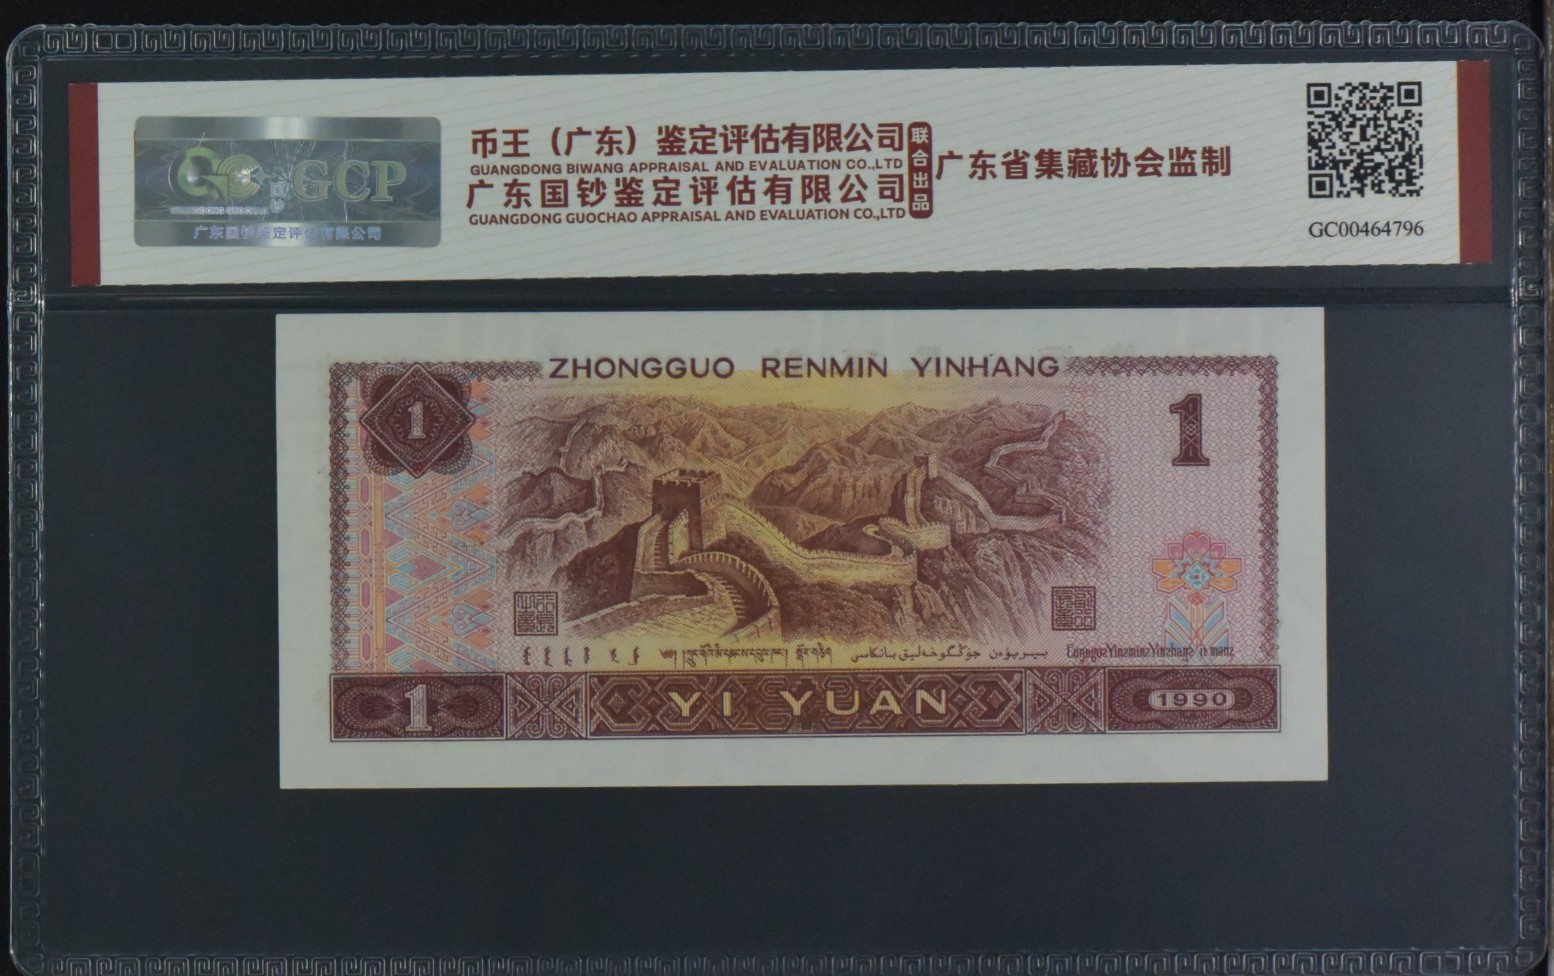 GCP
广东国钞鉴定评估有限公司
币王（广东）鉴定评估有限公司
GUANGDONG BIWANG APPRAISAL AND EVALUATION CO.,LTD
广东国钞鉴定评估有限公司
GUANGDONG GUOCHAO APPRAISAL AND EVALUATION CO.,LTD
联合出品
广东省集藏协会监制
GC00464796
ZHONGGUO RENMIN YINHANG
1
1
1
YI YUAN
1990